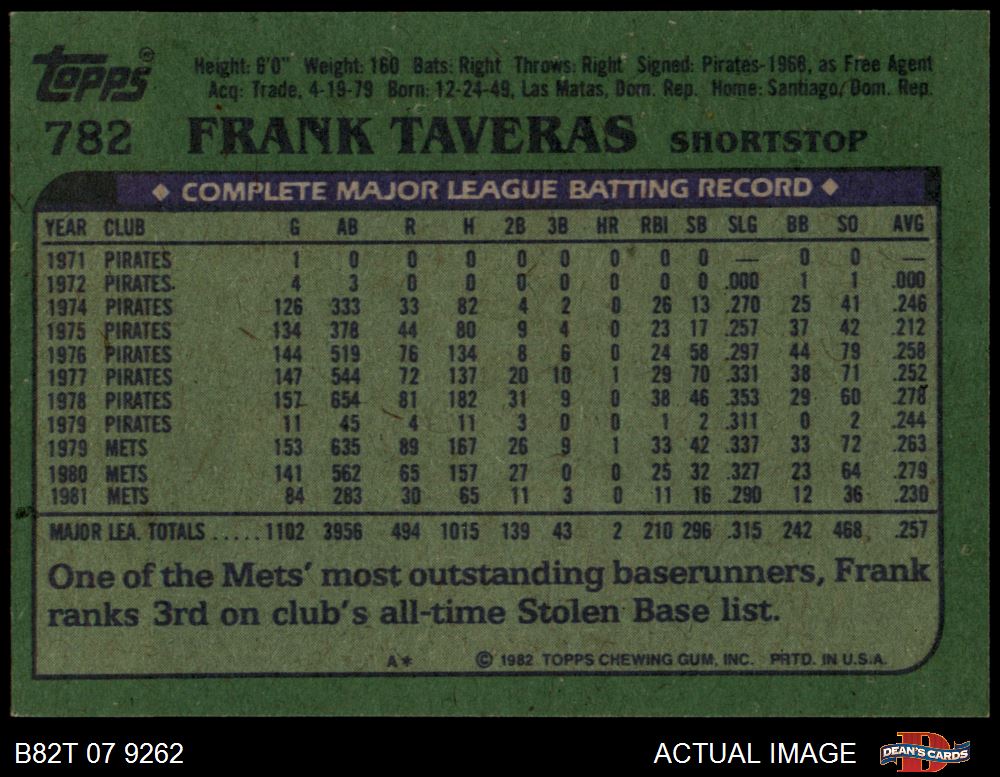 Topps®
Height: 6'0" Weight: 160 Bats: Right Throws: Right Signed: Pirates-1968, as Free Agent
Acq: Trade, 4-19-79 Born: 12-24-49, Las Matas, Dom. Rep. Home: Santiago, Dom. Rep.
782 FRANK TAVERAS SHORTSTOP
◆ COMPLETE MAJOR LEAGUE BATTING RECORD ◆
YEAR CLUB G AB R H 2B 3B HR RBI SB SLG BB SO AVG
1971 PIRATES 1 0 0 0 0 0 0 0 0 — 0 0 —
1972 PIRATES 4 3 0 0 0 0 0 0 0 .000 1 1 .000
1974 PIRATES 126 333 33 82 4 2 0 26 13 .270 25 41 .246
1975 PIRATES 134 378 44 80 9 4 0 23 17 .257 37 42 .212
1976 PIRATES 144 519 76 134 8 6 0 24 58 .297 44 79 .258
1977 PIRATES 147 544 72 137 20 10 1 29 70 .331 38 71 .252
1978 PIRATES 157 654 81 182 31 9 0 38 46 .353 29 60 .278
1979 PIRATES 11 45 4 11 3 0 0 1 2 .311 0 2 .244
1979 METS 153 635 89 167 26 9 1 33 42 .337 33 72 .263
1980 METS 141 562 65 157 27 0 0 25 32 .327 23 64 .279
1981 METS 84 283 30 65 11 3 0 11 16 .290 12 36 .230
MAJOR LEA. TOTALS ..... 1102 3956 494 1015 139 43 2 210 296 .315 242 468 .257
One of the Mets' most outstanding baserunners, Frank
ranks 3rd on club's all-time Stolen Base list.
A* © 1982 TOPPS CHEWING GUM, INC. PRTD. IN U.S.A.
B82T 07 9262 ACTUAL IMAGE DEAN'S CARDS